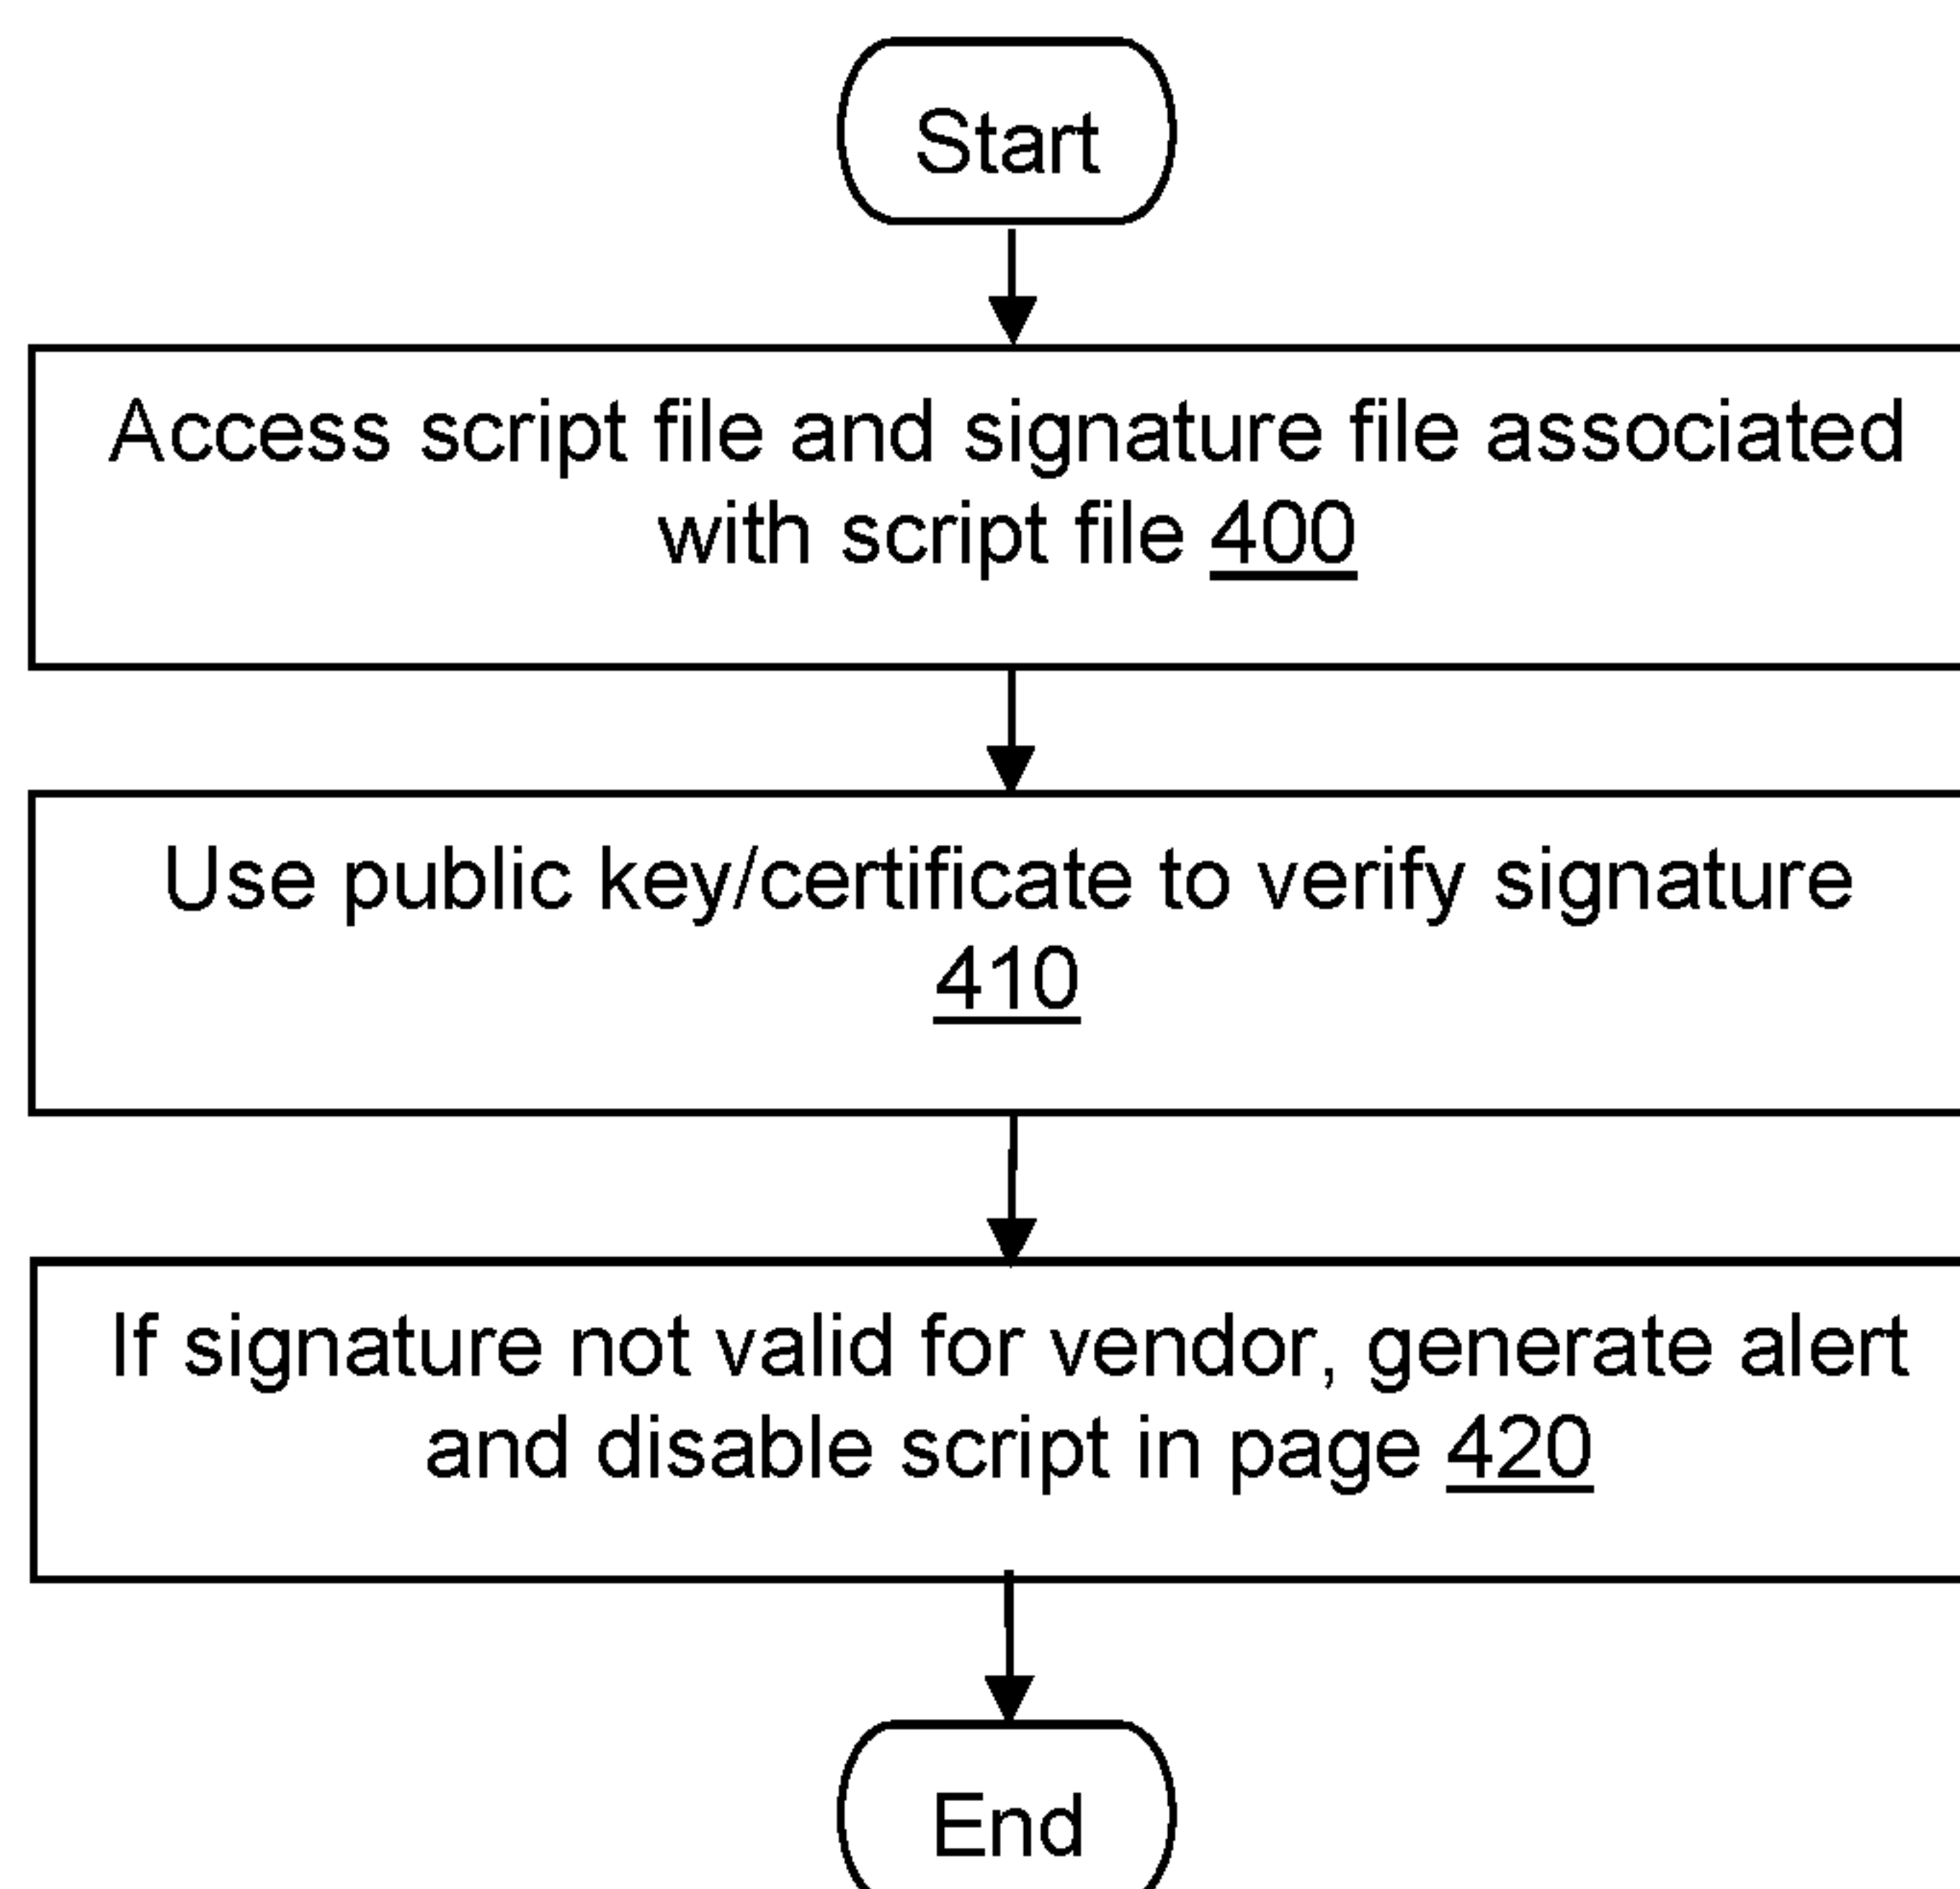 Start
Access script file and signature file associated
with script file 400
Use public key/certificate to verify signature
410
If signature not valid for vendor, generate alert
and disable script in page 420
End